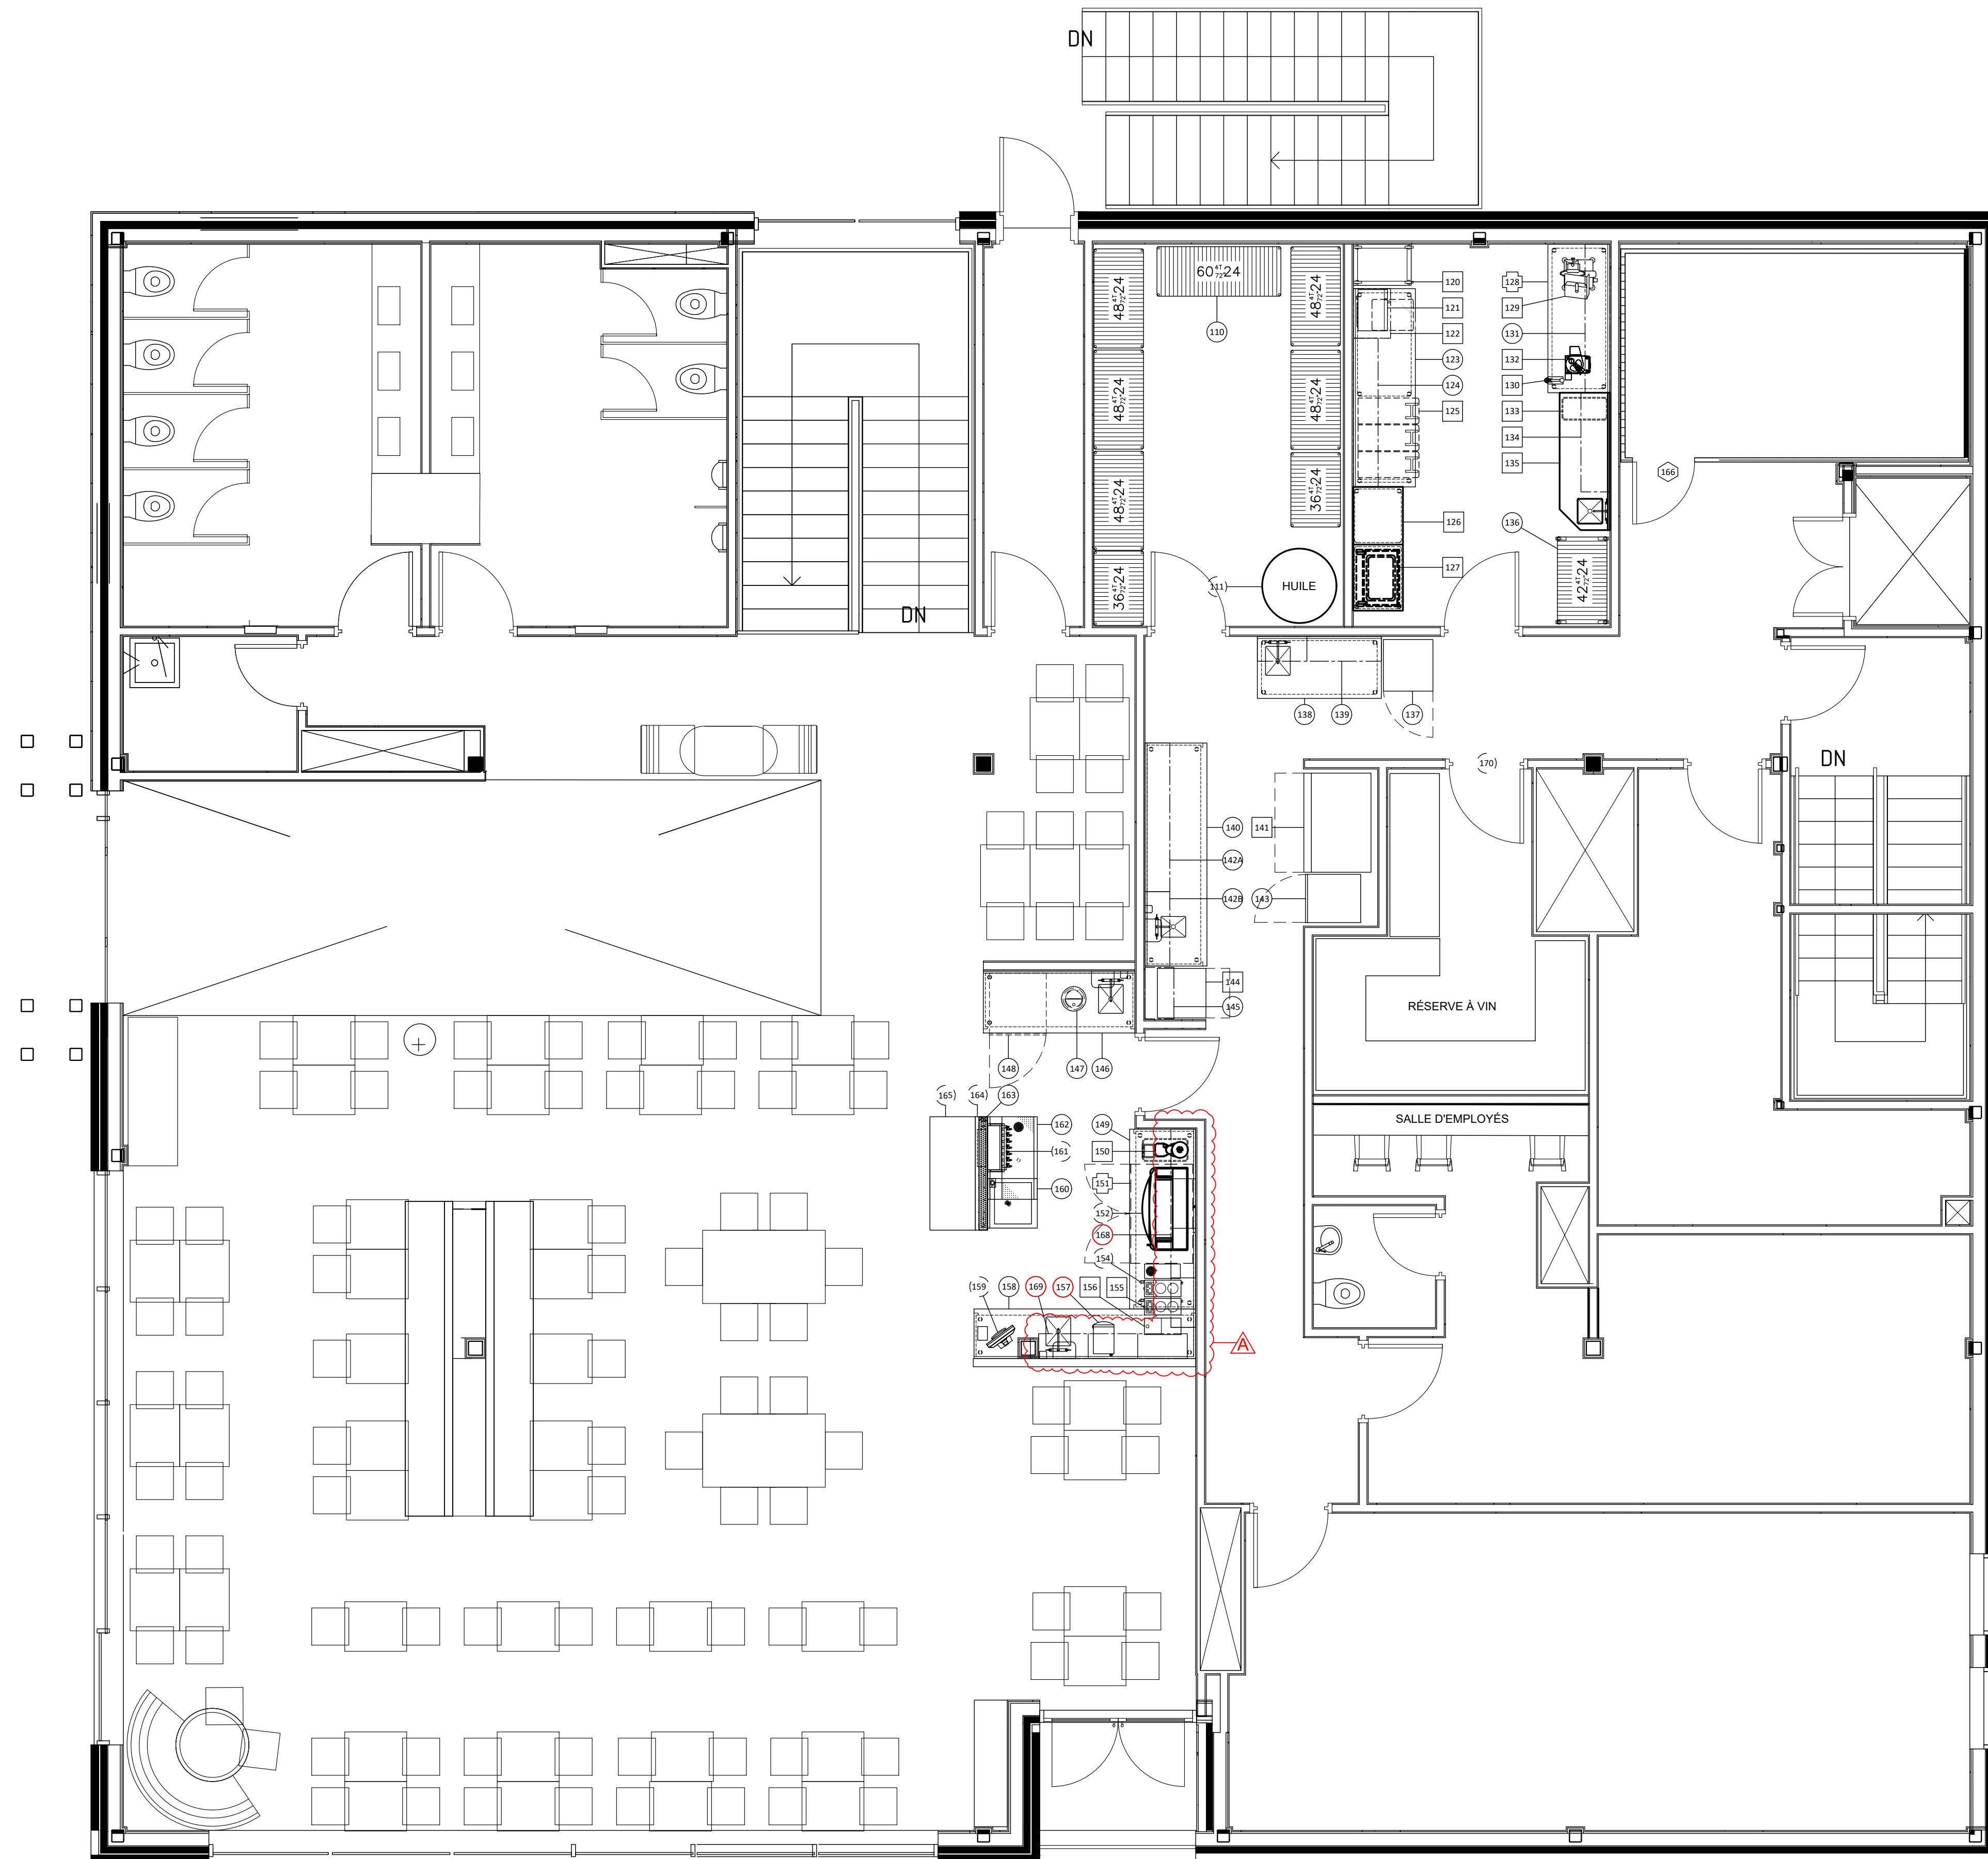 DN
48 4T 72 24
60 4T 72 24
48 4T 72 24
110
48 4T 72 24
48 4T 72 24
48 4T 72 24
36 4T 72 24
36 4T 72 24
111
HUILE
120
121
122
123
124
125
126
127
128
129
131
132
130
133
134
135
136
42 4T 72 24
166
DN
138
139
137
170
DN
140
141
142A
142B
143
144
145
RÉSERVE À VIN
148
147
146
165
164
163
162
161
160
149
150
151
152
168
154
SALLE D'EMPLOYÉS
159
158
169
157
156
155
A